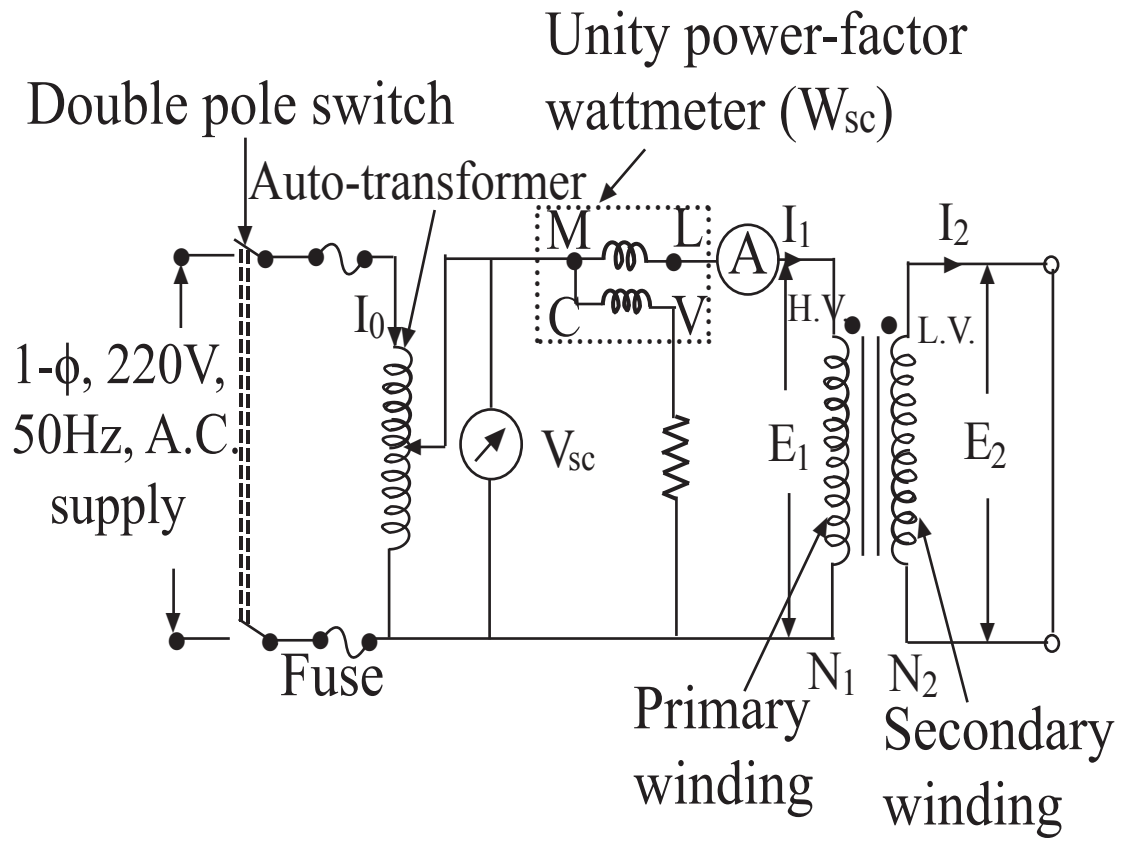 Unity power-factor
wattmeter (Wsc)
Double pole switch
Auto-transformer
M
L
A
I1
I2
C
V
H.V.
L.V.
I0
1-ϕ, 220V,
50Hz, A.C.
supply
Vsc
E1
E2
Fuse
N1
N2
Primary
winding
Secondary
winding